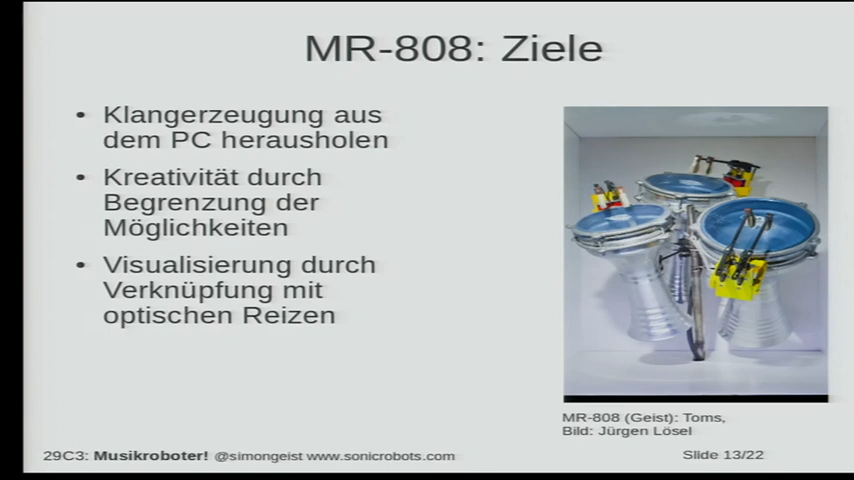 MR-808: Ziele
• Klangerzeugung aus
dem PC herausholen
• Kreativität durch
Begrenzung der
Möglichkeiten
• Visualisierung durch
Verknüpfung mit
optischen Reizen
MR-808 (Geist): Toms,
Bild: Jürgen Lösel
29C3: Musikroboter! @simongeist www.sonicrobots.com
Slide 13/22